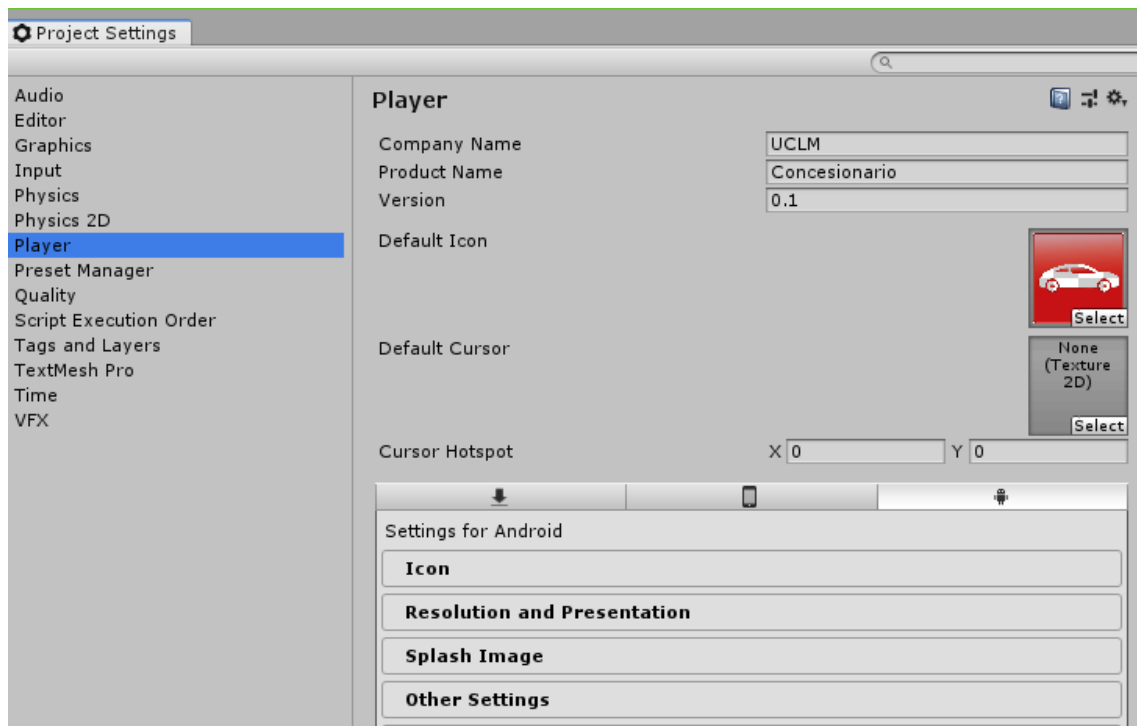 Project Settings
Audio
Editor
Graphics
Input
Physics
Physics 2D
Player
Preset Manager
Quality
Script Execution Order
Tags and Layers
TextMesh Pro
Time
VFX
Player
Company Name UCLM
Product Name Concesionario
Version 0.1
Default Icon
Select
Default Cursor
None
(Texture
2D)
Select
Cursor Hotspot X 0 Y 0
Settings for Android
Icon
Resolution and Presentation
Splash Image
Other Settings